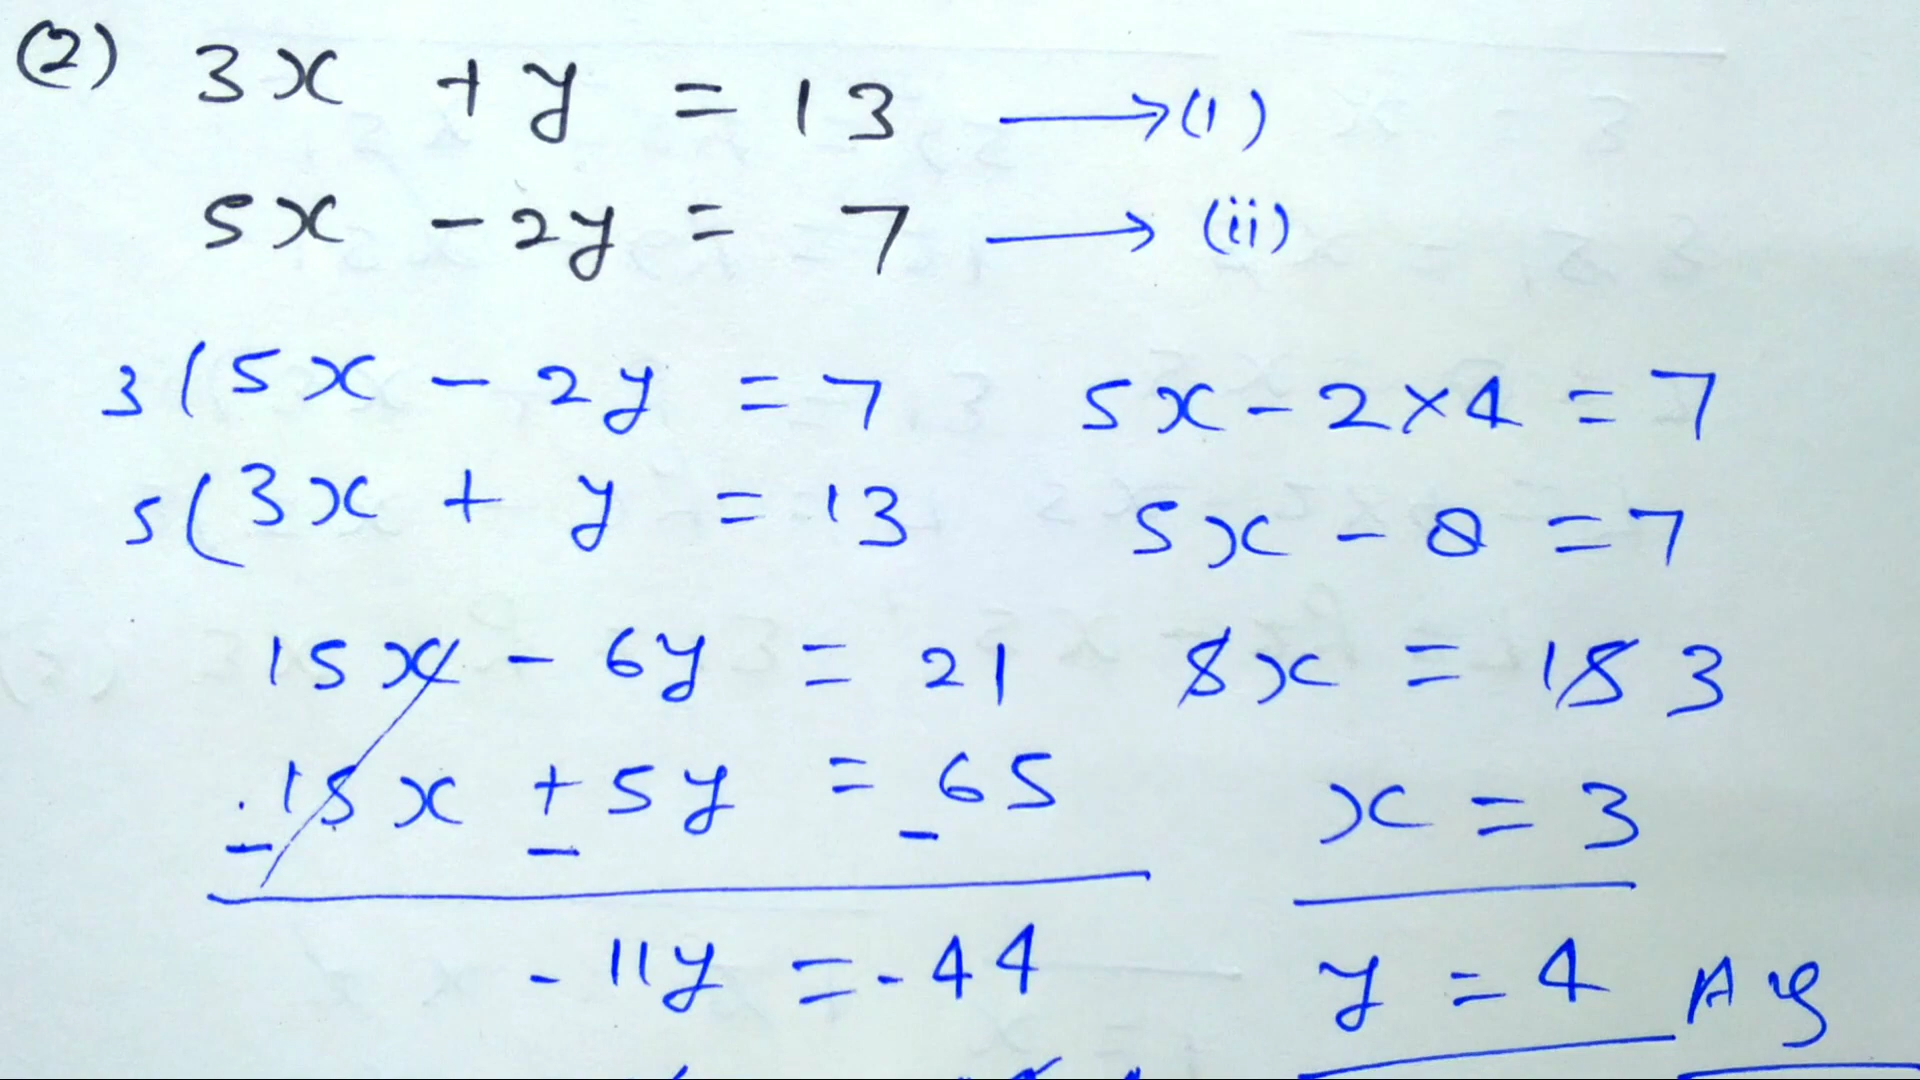 (2) 3x + y = 13 → (i)
5x - 2y = 7 → (ii)
3(5x - 2y = 7
5(3x + y = 13
15x - 6y = 21
15x + 5y = 65
- - -
-11y = -44
5x - 2×4 = 7
5x - 8 = 7
5x = 15 3
x = 3
y = 4 Ans